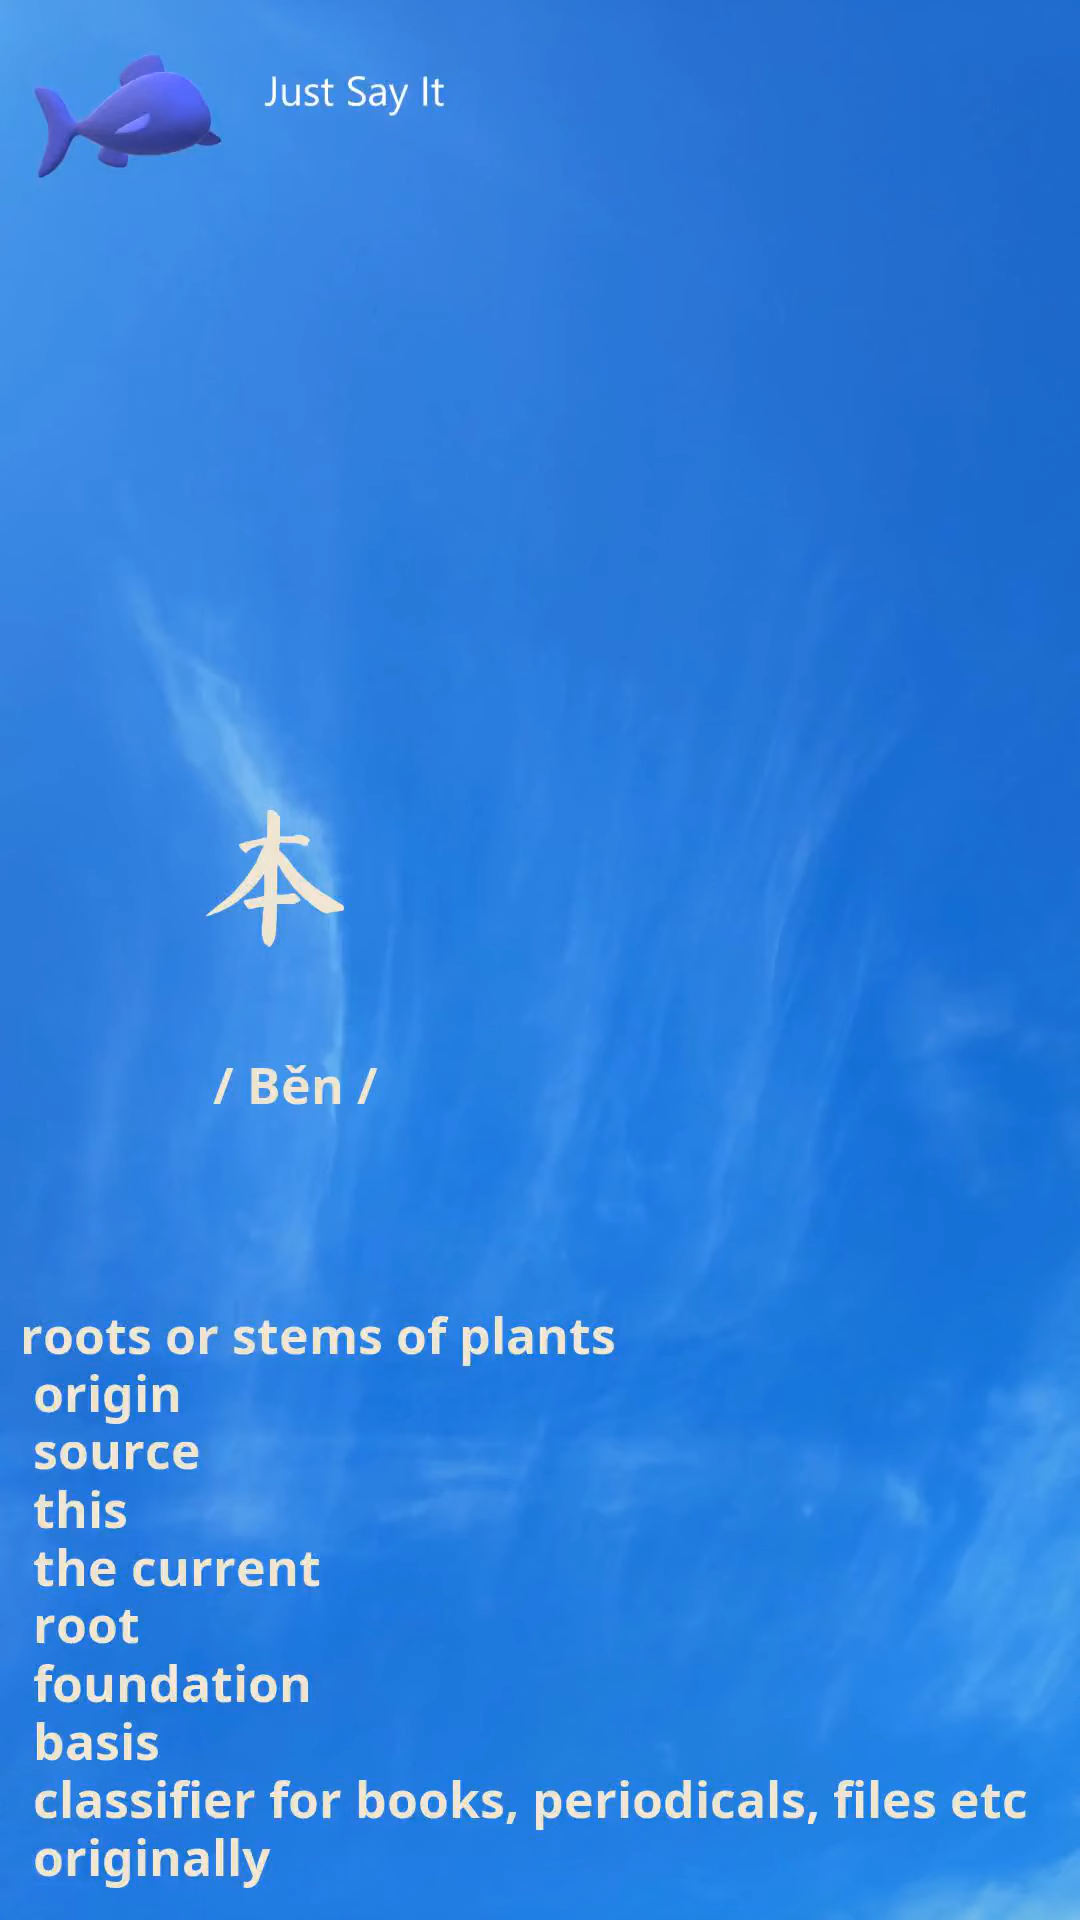 Just Say It
本
/ Běn /
roots or stems of plants
origin
source
this
the current
root
foundation
basis
classifier for books, periodicals, files etc
originally